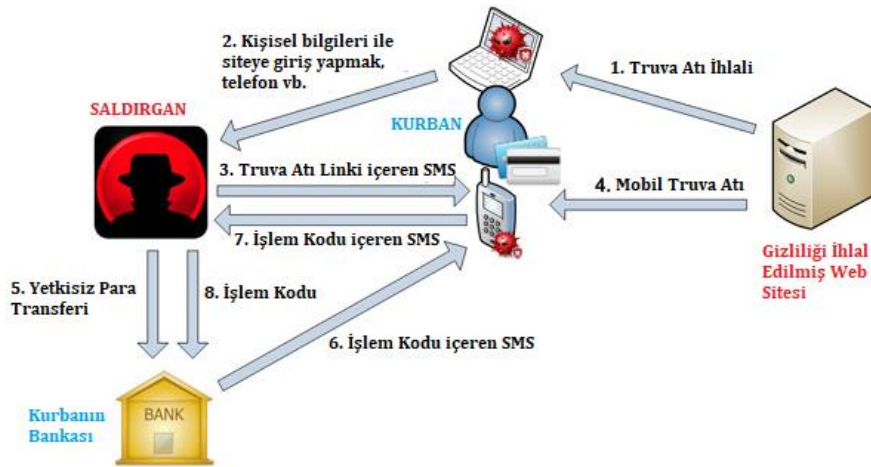 2. Kişisel bilgileri ile
siteye giriş yapmak,
telefon vb.
1. Truva Atı İhlali
SALDIRGAN
KURBAN
3. Truva Atı Linki içeren SMS
4. Mobil Truva Atı
7. İşlem Kodu içeren SMS
Gizliliği İhlal
Edilmiş Web
Sitesi
5. Yetkisiz Para
Transferi
8. İşlem Kodu
6. İşlem Kodu içeren SMS
Kurbanın
Bankası
BANK